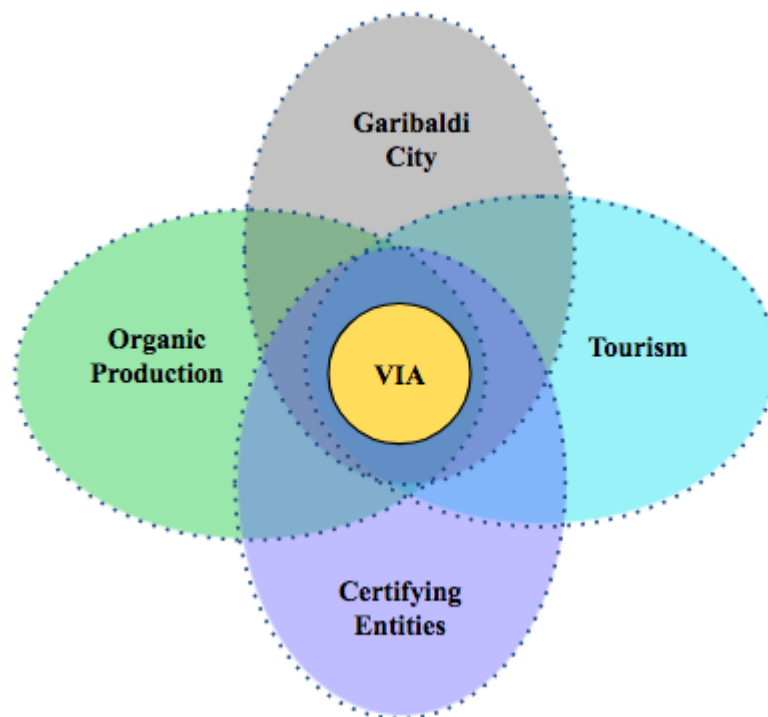 Garibaldi
City
Organic
Production
Tourism
VIA
Certifying
Entities